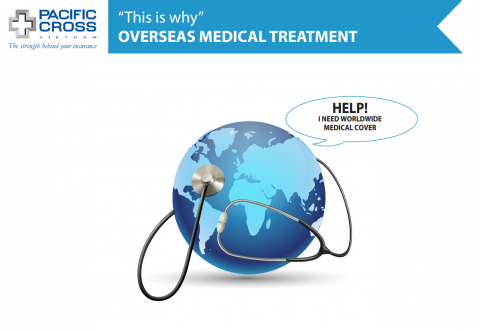 PACIFIC
CROSS
VIETNAM
The strength behind your insurance
“This is why”
OVERSEAS MEDICAL TREATMENT
HELP!
I NEED WORLDWIDE
MEDICAL COVER